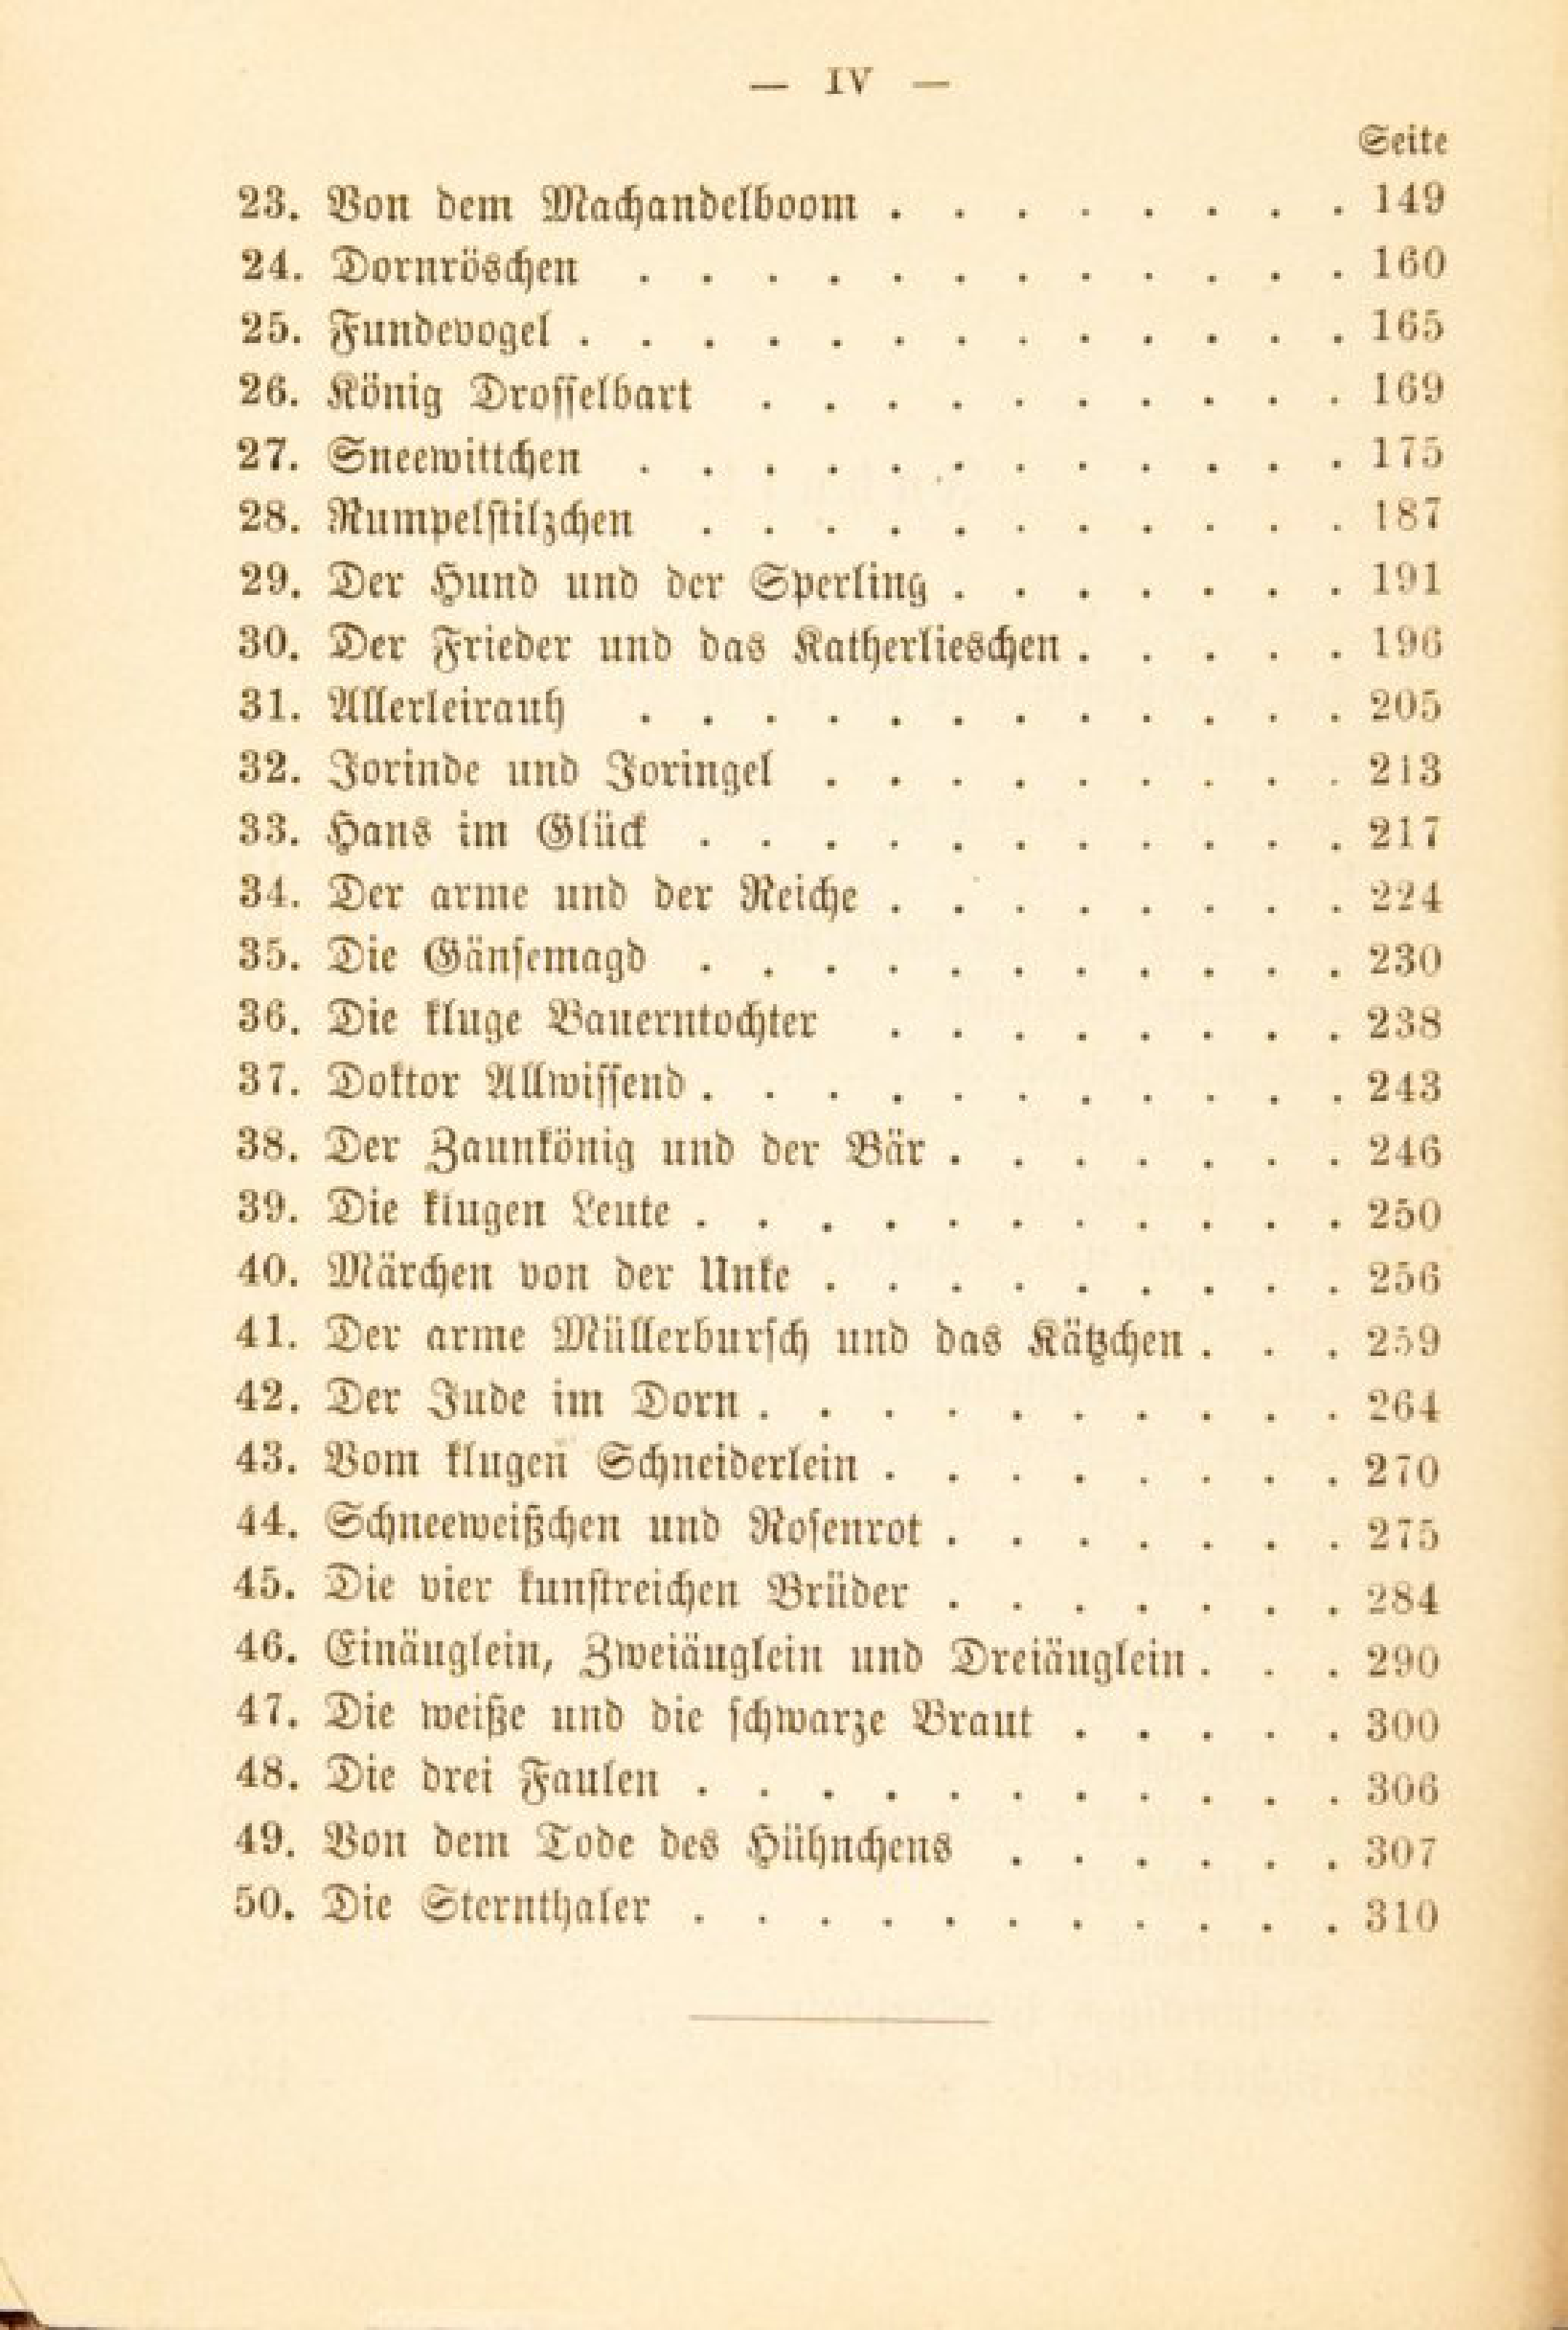 — IV —
Seite
23. Von dem Machandelboom . . . . . . . . 149
24. Dornröschen . . . . . . . . . . . . 160
25. Fundevogel . . . . . . . . . . . . . 165
26. König Drosselbart . . . . . . . . . . 169
27. Sneewittchen . . . . . . . . . . . . 175
28. Rumpelstilzchen . . . . . . . . . . . 187
29. Der Hund und der Sperling . . . . . . . 191
30. Der Frieder und das Katherlieschen . . . . . 196
31. Allerleirauh . . . . . . . . . . . . 205
32. Jorinde und Joringel . . . . . . . . . 213
33. Hans im Glück . . . . . . . . . . . 217
34. Der arme und der Reiche . . . . . . . . 224
35. Die Gänsemagd . . . . . . . . . . . 230
36. Die kluge Bauerntochter . . . . . . . . 238
37. Doktor Allwissend . . . . . . . . . . . 243
38. Der Zaunkönig und der Bär . . . . . . . 246
39. Die klugen Leute . . . . . . . . . . . 250
40. Märchen von der Unke . . . . . . . . . 256
41. Der arme Müllerbursch und das Kätzchen . . . 259
42. Der Jude im Dorn . . . . . . . . . . 264
43. Vom klugen Schneiderlein . . . . . . . . 270
44. Schneeweißchen und Rosenrot . . . . . . . 275
45. Die vier kunstreichen Brüder . . . . . . . 284
46. Einäuglein, Zweiäuglein und Dreiäuglein . . . 290
47. Die weiße und die schwarze Braut . . . . . 300
48. Die drei Faulen . . . . . . . . . . . 306
49. Von dem Tode des Hühnchens . . . . . . 307
50. Die Sternthaler . . . . . . . . . . . 310